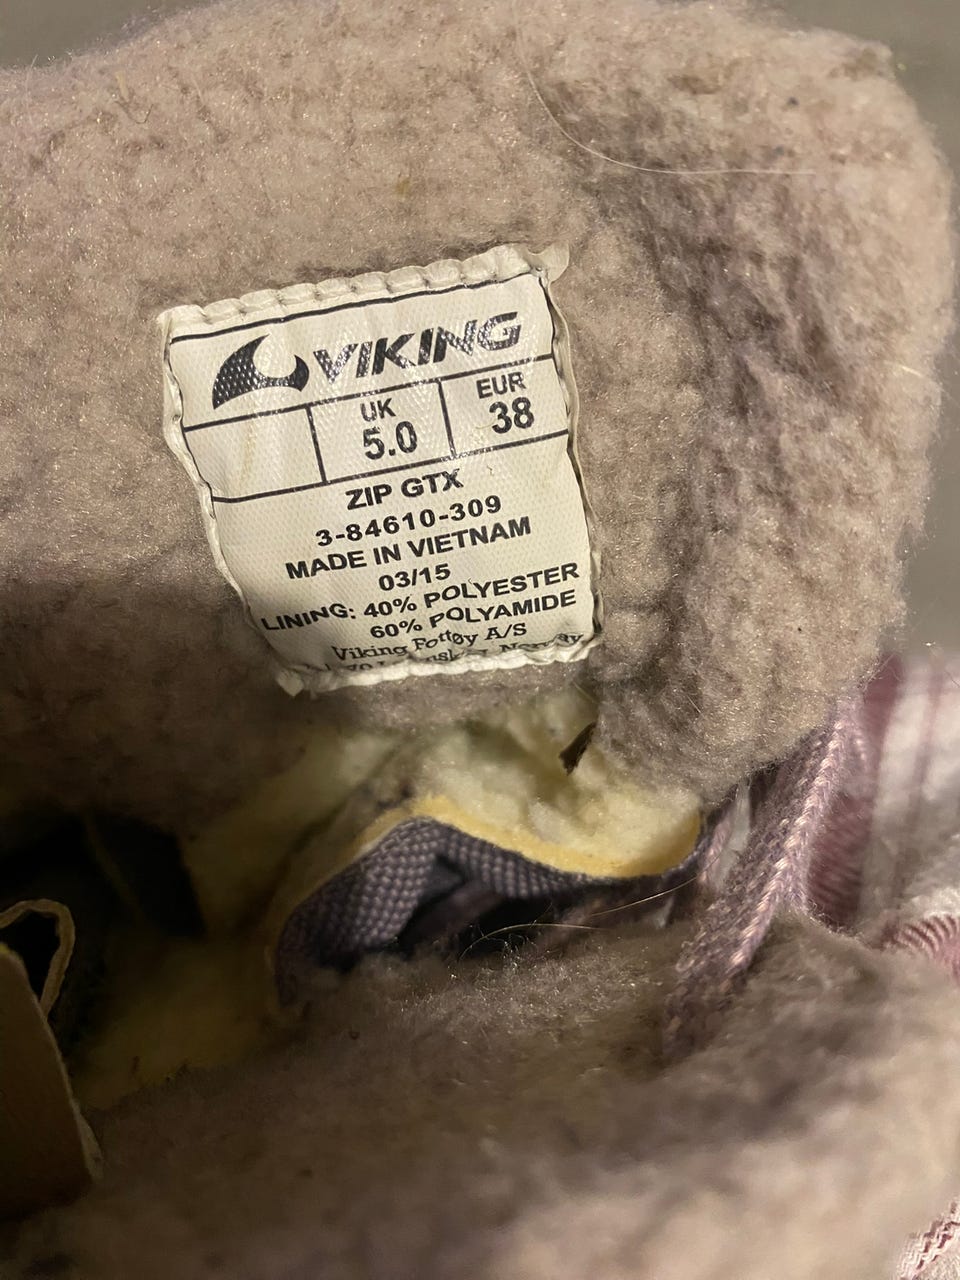 VIKING
UK EUR
5.0 38
ZIP GTX
3-84610-309
MADE IN VIETNAM
03/15
LINING: 40% POLYESTER
60% POLYAMIDE
Viking Fottøy A/S
Norway